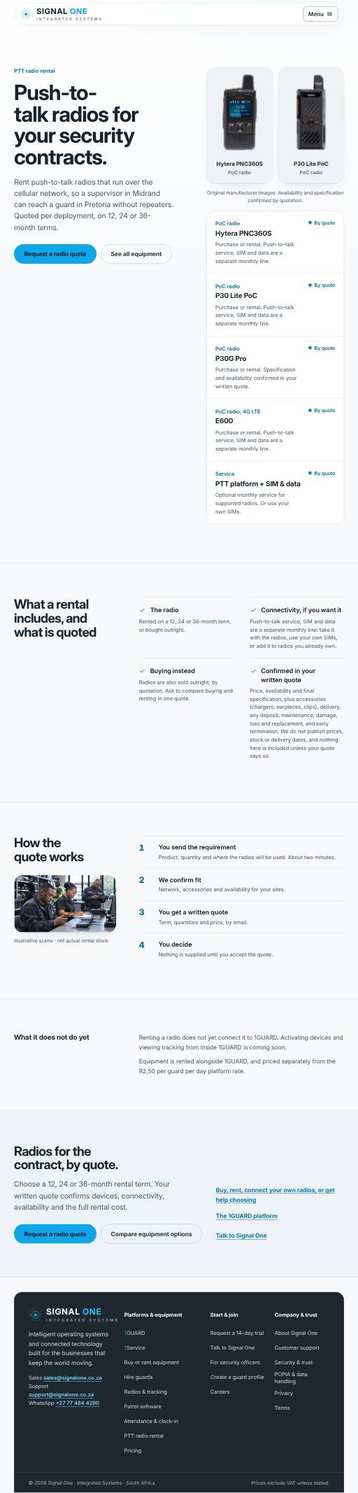 SIGNAL ONE
INTEGRATED SYSTEMS
Menu
PTT radio rental
Push-to-
talk radios for
your security
contracts.
Rent push-to-talk radios that run over the
cellular network, so a supervisor in Midrand
can reach a guard in Pretoria without repeaters.
Quoted per deployment, on 12, 24 or 36-
month terms.
Request a radio quote
See all equipment
Hytera PNC360S
PoC radio
P30 Lite PoC
PoC radio
Original manufacturer images. Availability and specification
confirmed by quotation.
PoC radio
By quote
Hytera PNC360S
Purchase or rental. Push-to-talk
service, SIM and data are a
separate monthly line.
PoC radio
By quote
P30 Lite PoC
Purchase or rental. Push-to-talk
service, SIM and data are a
separate monthly line.
PoC radio
By quote
P30G Pro
Purchase or rental. Specification
and availability confirmed in your
written quote.
PoC radio, 4G LTE
By quote
E600
Purchase or rental. Push-to-talk
service, SIM and data are a
separate monthly line.
Service
By quote
PTT platform + SIM & data
Optional monthly service for
supported radios. Or use your
own SIMs.
What a rental
includes, and
what is quoted
The radio
Rented on a 12, 24 or 36-month term,
or bought outright.
Connectivity, if you want it
Push-to-talk service, SIM and data
are a separate monthly line: take it
with the radios, use your own SIMs,
or add it to radios you already own.
Buying instead
Radios are also sold outright, by
quotation. Ask to compare buying and
renting in one quote.
Confirmed in your
written quote
Price, availability and final
specification, plus accessories
(chargers, earpieces, clips), delivery,
any deposit, maintenance, damage,
loss and replacement, and early
termination. We do not publish prices,
stock or delivery dates, and nothing
here is included unless your quote
says so.
How the
quote works
Illustrative scene · not actual rental stock
1
You send the requirement
Product, quantity and where the radios will be used. About two minutes.
2
We confirm fit
Network, accessories and availability for your sites.
3
You get a written quote
Term, quantities and price, by email.
4
You decide
Nothing is supplied until you accept the quote.
What it does not do yet
Renting a radio does not yet connect it to 1GUARD. Activating devices and
viewing tracking from inside 1GUARD is coming soon.
Equipment is rented alongside 1GUARD, and priced separately from the
R2,50 per guard per day platform rate.
Radios for the
contract, by quote.
Choose a 12, 24 or 36-month rental term. Your
written quote confirms devices, connectivity,
availability and the full rental cost.
Request a radio quote
Compare equipment options
Buy, rent, connect your own radios, or get
help choosing
The 1GUARD platform
Talk to Signal One
SIGNAL ONE
INTEGRATED SYSTEMS
Intelligent operating systems
and connected technology
built for the businesses that
keep the world moving.
Sales sales@signalone.co.za
Support
support@signalone.co.za
WhatsApp +27 77 484 4280
Platforms & equipment
1GUARD
1Service
Buy or rent equipment
Hire guards
Radios & tracking
Patrol software
Attendance & clock-in
PTT radio rental
Pricing
Start & join
Request a 14-day trial
Talk to Signal One
For security officers
Create a guard profile
Careers
Company & trust
About Signal One
Customer support
Security & trust
POPIA & data
handling
Privacy
Terms
© 2026 Signal One · Integrated Systems · South Africa
Prices exclude VAT unless stated.